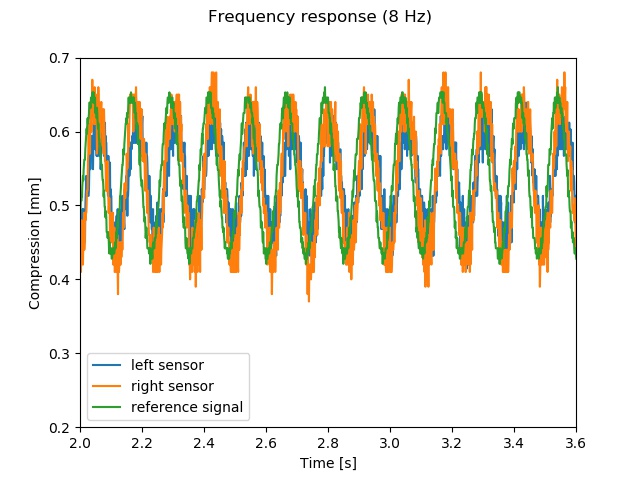 Frequency response (8 Hz)
0.7
0.6
0.5
0.4
0.3
0.2
Compression [mm]
left sensor
right sensor
reference signal
2.0 2.2 2.4 2.6 2.8 3.0 3.2 3.4 3.6
Time [s]